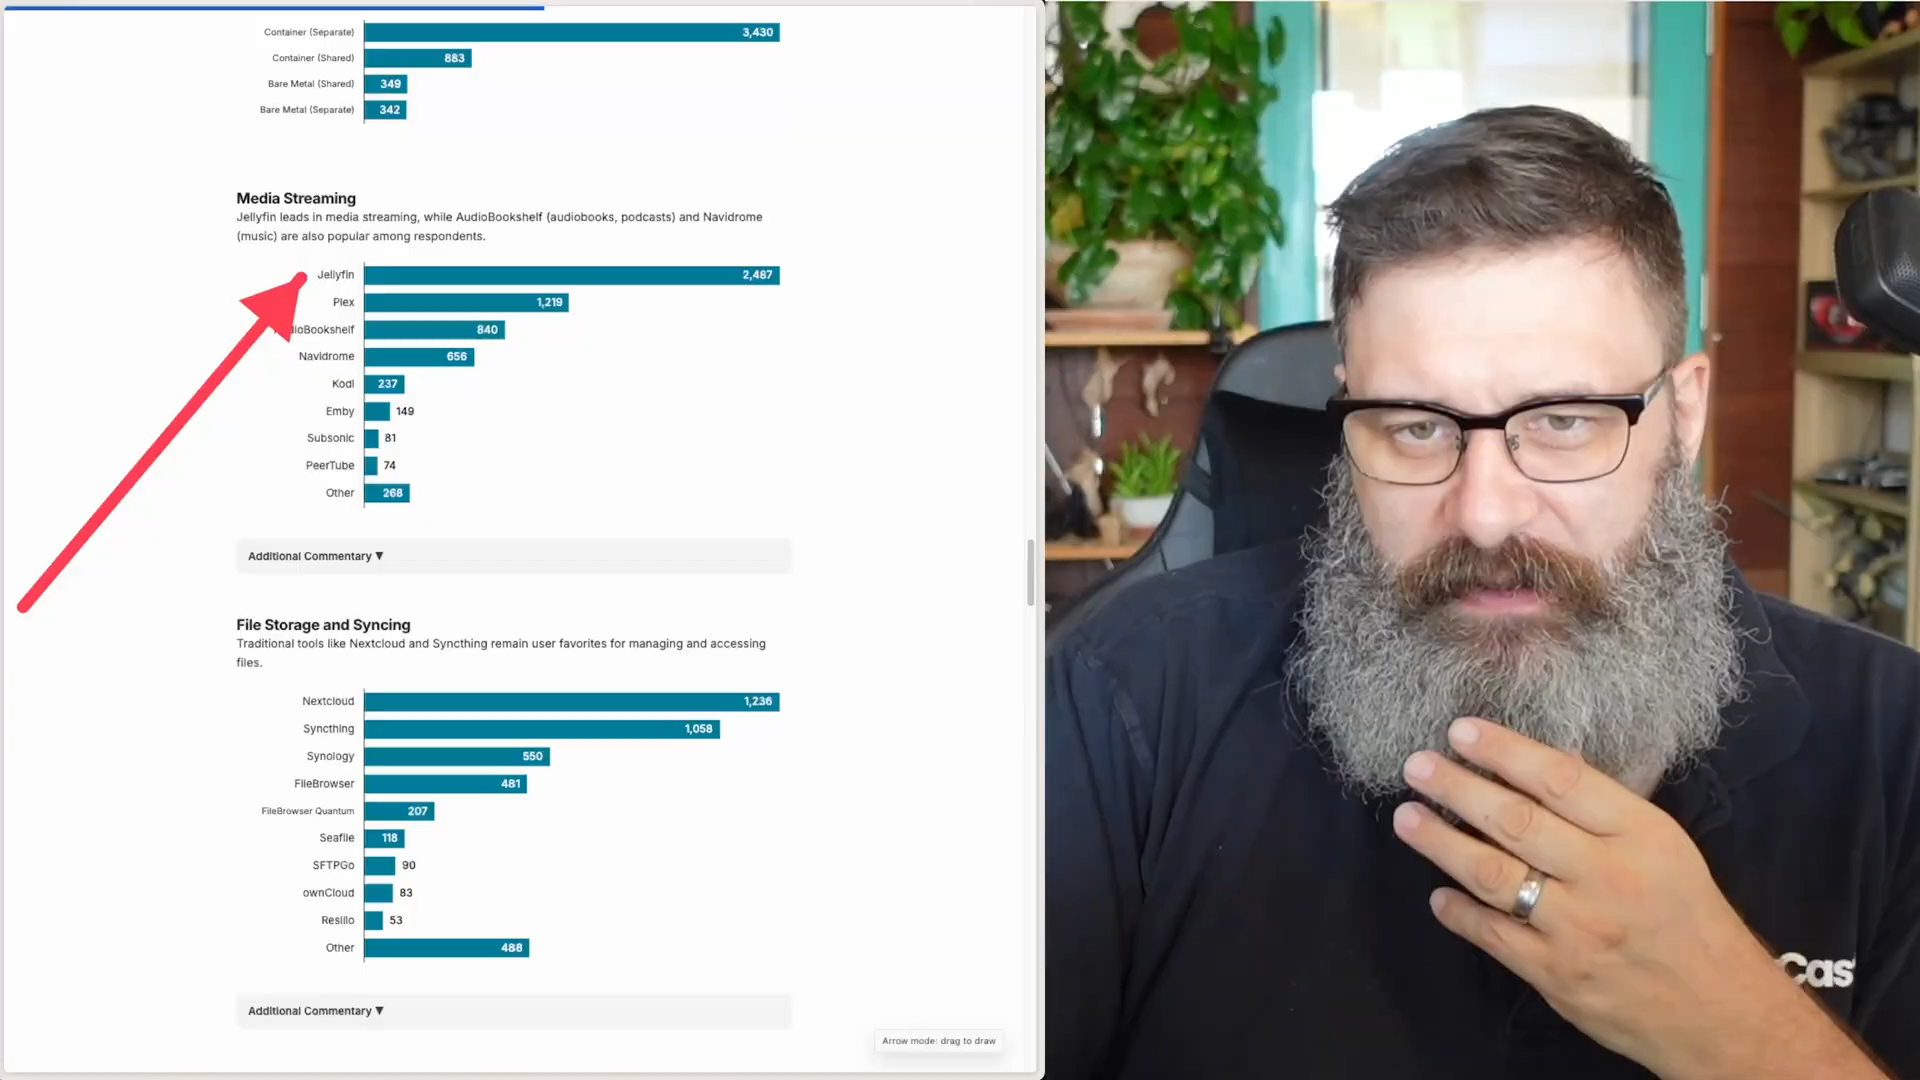 Container (Separate) 3,430
Container (Shared) 883
Bare Metal (Shared) 349
Bare Metal (Separate) 342
Media Streaming
Jellyfin leads in media streaming, while AudioBookshelf (audiobooks, podcasts) and Navidrome
(music) are also popular among respondents.
Jellyfin 2,487
Plex 1,219
dioBookshelf 840
Navidrome 656
Kodi 237
Emby 149
Subsonic 81
PeerTube 74
Other 268
Additional Commentary ▼
File Storage and Syncing
Traditional tools like Nextcloud and Syncthing remain user favorites for managing and accessing
files.
Nextcloud 1,236
Syncthing 1,058
Synology 550
FileBrowser 481
FileBrowser Quantum 207
Seafile 118
SFTPGo 90
ownCloud 83
Resilio 53
Other 488
Additional Commentary ▼
Arrow mode: drag to draw
Cas